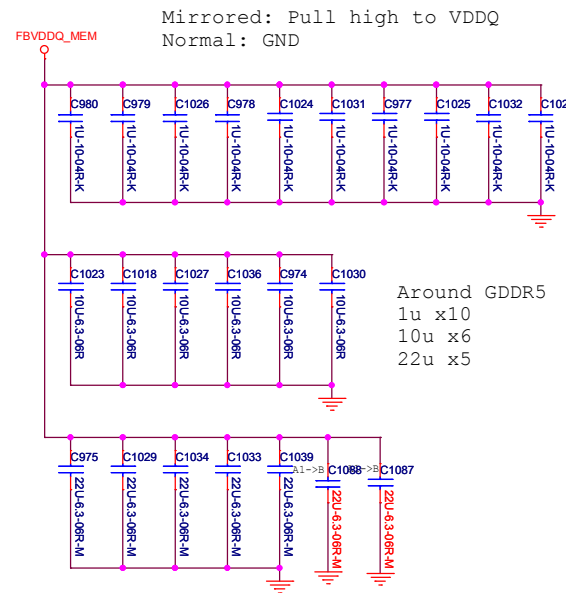 Mirrored: Pull high to VDDQ
Normal: GND
FBVDDQ_MEM
C980 C979 C1026 C978 C1024 C1031 C977 C1025 C1032
1U-10-04R-K 1U-10-04R-K 1U-10-04R-K 1U-10-04R-K 1U-10-04R-K 1U-10-04R-K 1U-10-04R-K 1U-10-04R-K 1U-10-04R-K 1U-10-04R-K
C1023 C1018 C1027 C1036 C974 C1030
10U-6.3-06R 10U-6.3-06R 10U-6.3-06R 10U-6.3-06R 10U-6.3-06R 10U-6.3-06R
Around GDDR5
1u x10
10u x6
22u x5
C975 C1029 C1034 C1033 C1039 A1->B C1088 C1087
22U-6.3-06R-M 22U-6.3-06R-M 22U-6.3-06R-M 22U-6.3-06R-M 22U-6.3-06R-M 22U-6.3-06R-M 22U-6.3-06R-M